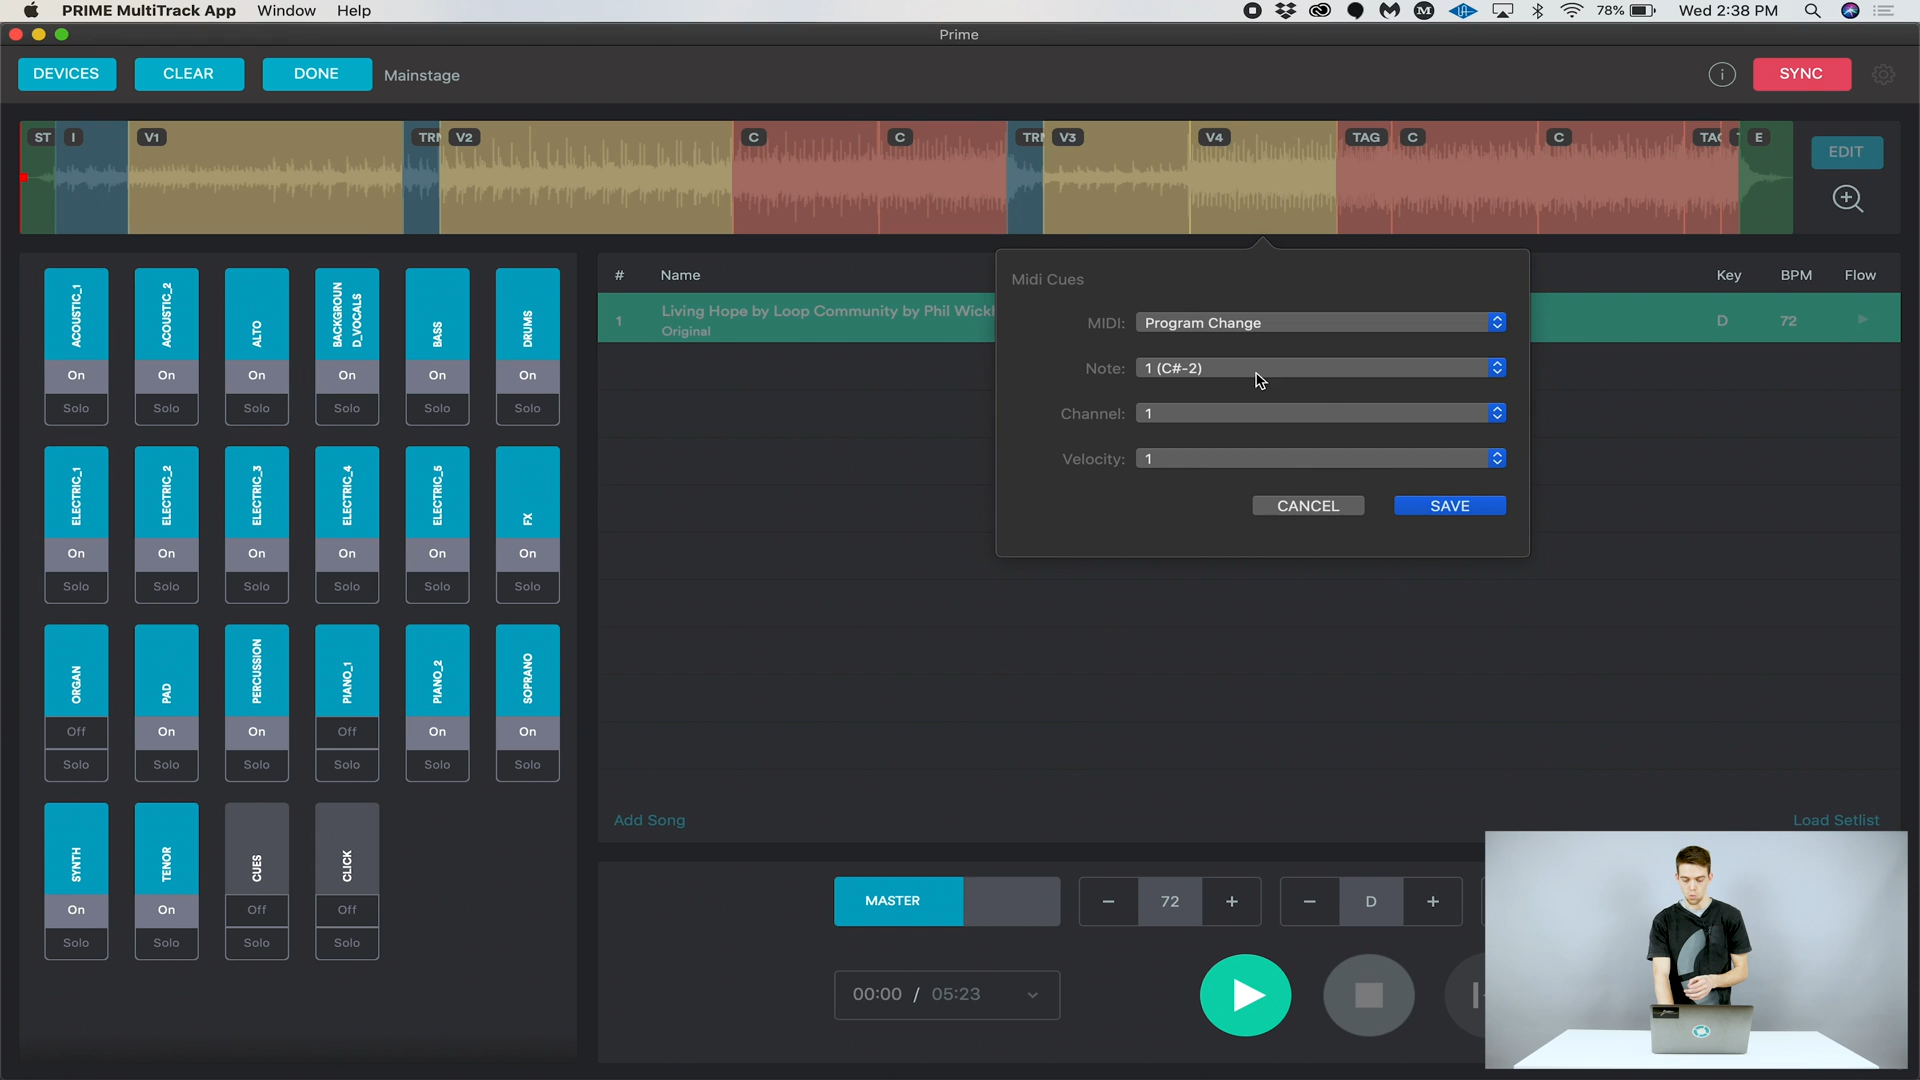 PRIME MultiTrack App Window Help 78% Wed 2:38 PM
Prime
DEVICES CLEAR DONE Mainstage SYNC
ST I V1 V2 C C V3 V4 TAG C C E
EDIT
# Name Key BPM Flow
1 Living Hope by Loop Community by Phil D 72
Original
Midi Cues
MIDI: Program Change
Note: 1 (C#-2)
Channel: 1
Velocity: 1
CANCEL SAVE
ACOUSTIC_1 ACOUSTIC_2 ALTO BACKGROUN D_VOCALS BASS DRUMS
On On On On On On
Solo Solo Solo Solo Solo Solo
ELECTRIC_1 ELECTRIC_2 ELECTRIC_3 ELECTRIC_4 ELECTRIC_5 FX
On On On On On On
Solo Solo Solo Solo Solo Solo
ORGAN PAD PERCUSSION PIANO_1 PIANO_2 SOPRANO
Off On On Off On On
Solo Solo Solo Solo Solo Solo
SYNTH TENOR CUES CLICK
On On Off Off
Solo Solo Solo Solo
Add Song Load Setlist
MASTER − 72 + − D +
00:00 / 05:23